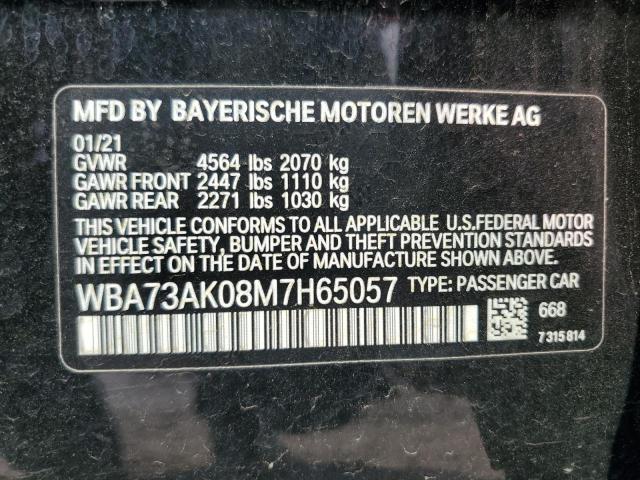 MFD BY BAYERISCHE MOTOREN WERKE AG
01/21
GVWR 4564 lbs 2070 kg
GAWR FRONT 2447 lbs 1110 kg
GAWR REAR 2271 lbs 1030 kg
THIS VEHICLE CONFORMS TO ALL APPLICABLE U.S.FEDERAL MOTOR
VEHICLE SAFETY, BUMPER AND THEFT PREVENTION STANDARDS
IN EFFECT ON THE DATE OF MANUFACTURE SHOWN ABOVE.
WBA73AK08M7H65057 TYPE: PASSENGER CAR
668
7315814